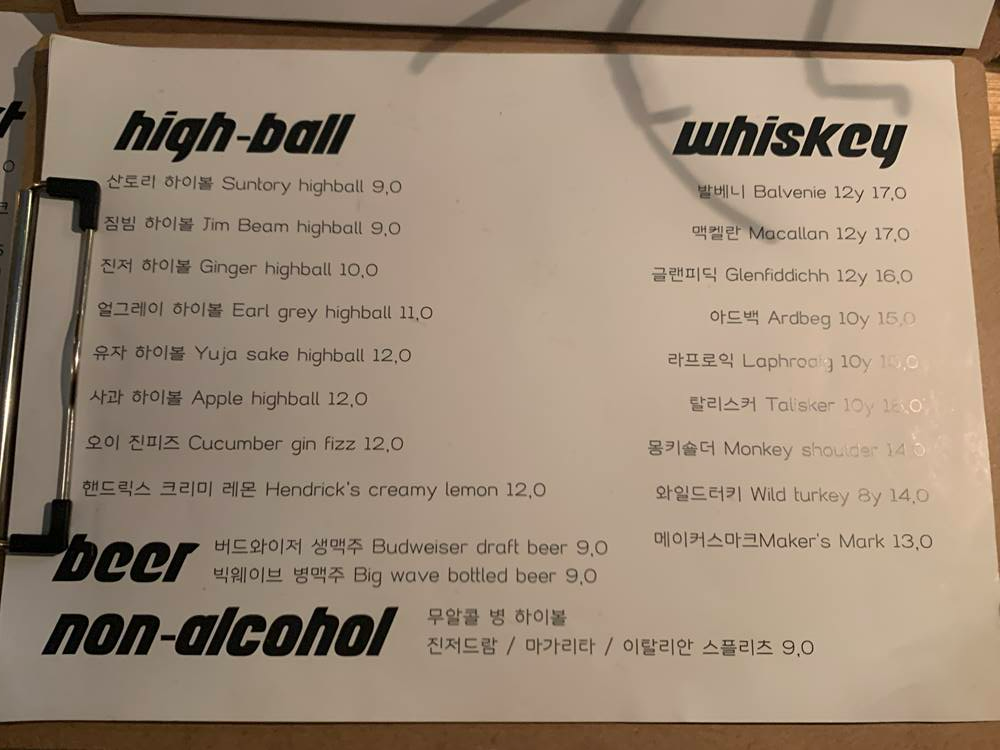 high-ball
산토리 하이볼 Suntory highball 9,0
짐빔 하이볼 Jim Beam highball 9,0
진저 하이볼 Ginger highball 10,0
얼그레이 하이볼 Earl grey highball 11,0
유자 하이볼 Yuja sake highball 12,0
사과 하이볼 Apple highball 12,0
오이 진피즈 Cucumber gin fizz 12,0
핸드릭스 크리미 레몬 Hendrick's creamy lemon 12,0
whiskey
발베니 Balvenie 12y 17,0
맥켈란 Macallan 12y 17,0
글랜피딕 Glenfiddichh 12y 16,0
아드백 Ardbeg 10y 15,0
라프로익 Laphroaig 10y
탈리스커 Talisker 10y
몽키숄더 Monkey shoulder 14,0
와일드터키 Wild turkey 8y 14,0
메이커스마크Maker's Mark 13,0
beer
버드와이저 생맥주 Budweiser draft beer 9,0
빅웨이브 병맥주 Big wave bottled beer 9,0
non-alcohol
무알콜 병 하이볼
진저드람 / 마가리타 / 이탈리안 스플리츠 9,0